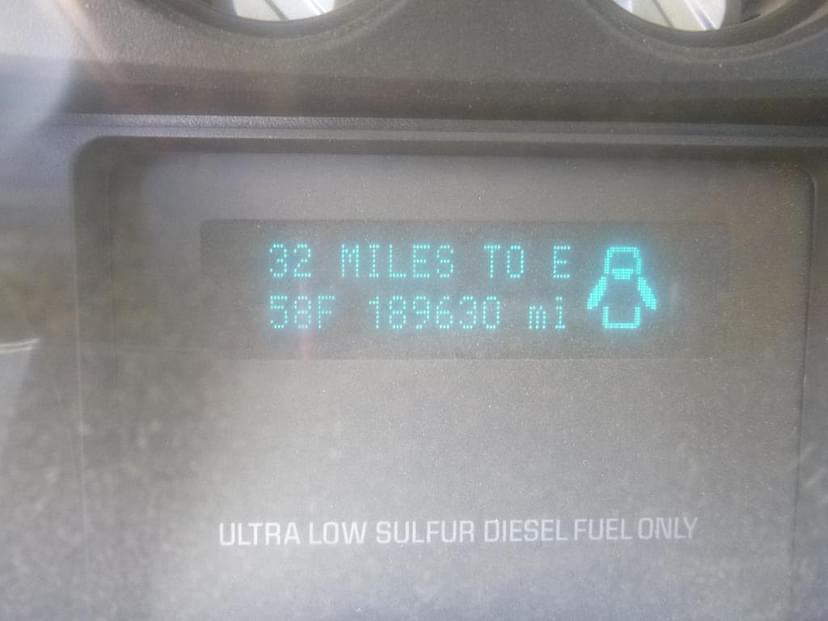 32 MILES TO E
58F 189630 mi
ULTRA LOW SULFUR DIESEL FUEL ONLY